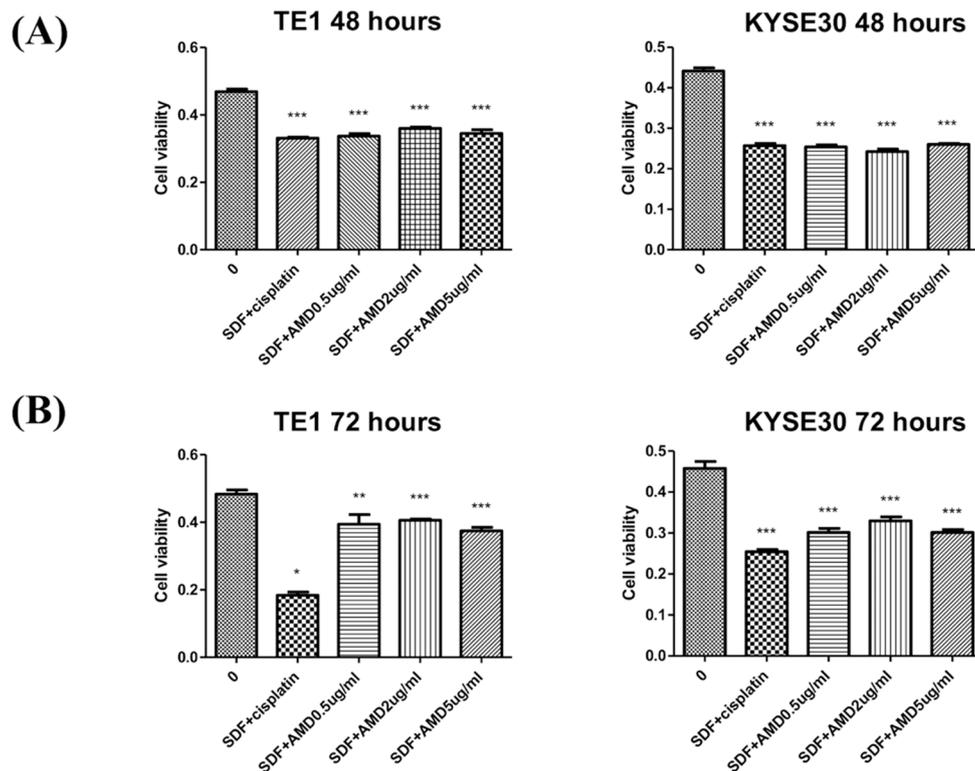 (A)
TE1 48 hours
Cell viability
0.6
0.4
0.2
0.0
***
***
***
***
0
SDF+cisplatin
SDF+AMD0.5ug/ml
SDF+AMD2ug/ml
SDF+AMD5ug/ml
KYSE30 48 hours
Cell viability
0.5
0.4
0.3
0.2
0.1
0.0
***
***
***
***
0
SDF+cisplatin
SDF+AMD0.5ug/ml
SDF+AMD2ug/ml
SDF+AMD5ug/ml
(B)
TE1 72 hours
Cell viability
0.6
0.4
0.2
0.0
*
**
***
***
0
SDF+cisplatin
SDF+AMD0.5ug/ml
SDF+AMD2ug/ml
SDF+AMD5ug/ml
KYSE30 72 hours
Cell viability
0.5
0.4
0.3
0.2
0.1
0.0
***
***
***
***
0
SDF+cisplatin
SDF+AMD0.5ug/ml
SDF+AMD2ug/ml
SDF+AMD5ug/ml